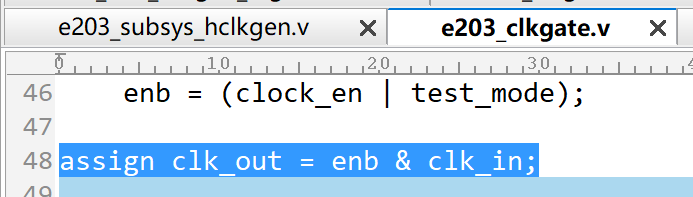 e203_subsys_hclkgen.v × e203_clkgate.v ×
0 10 20 30
46 enb = (clock_en | test_mode);
47
48 assign clk_out = enb & clk_in;
49